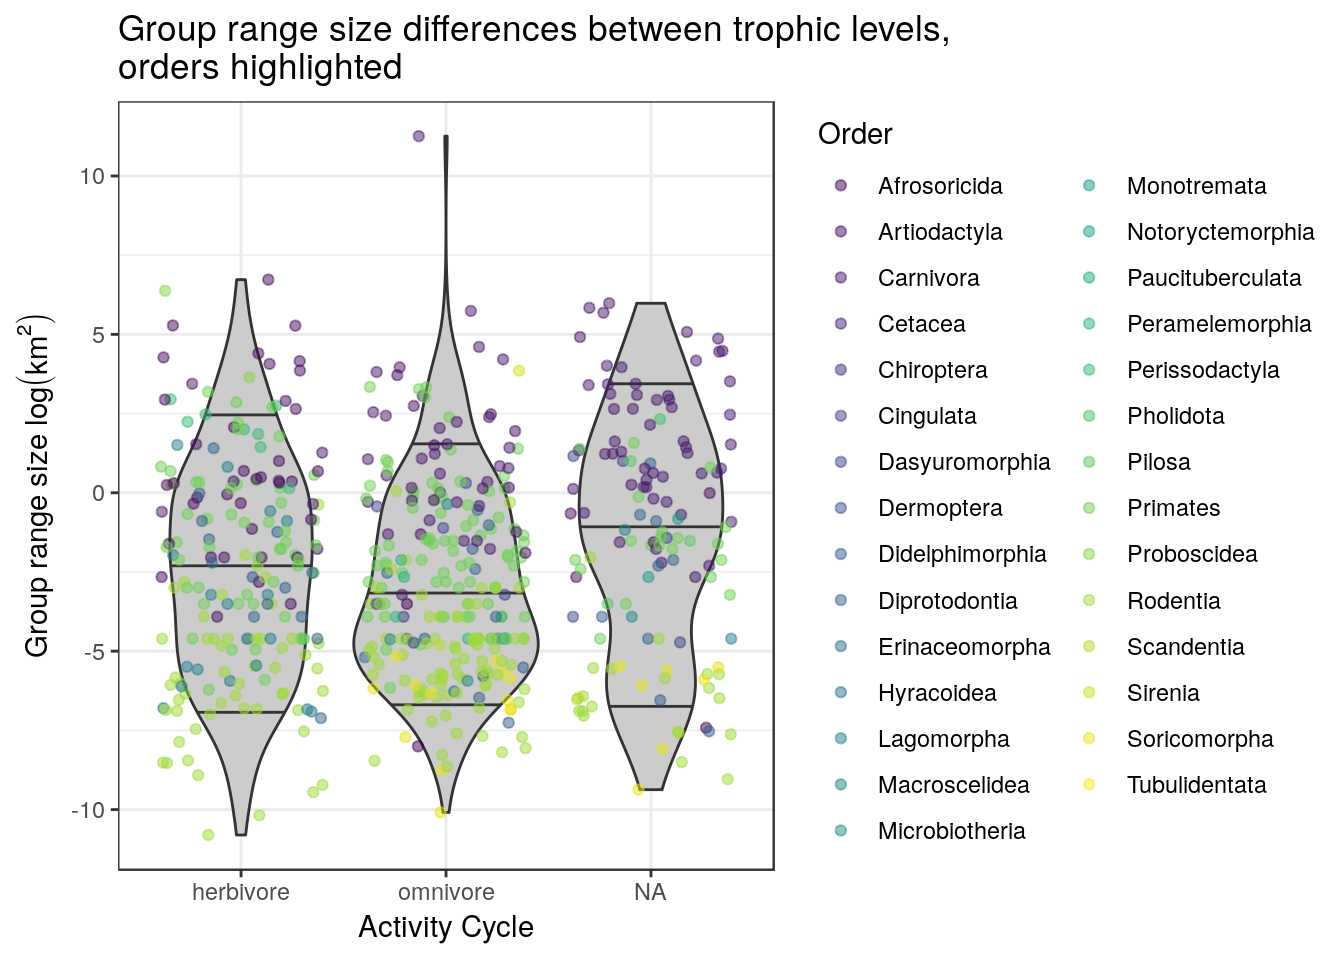 Group range size differences between trophic levels,
orders highlighted
Group range size log(km²)
10
5
0
-5
-10
herbivore
omnivore
NA
Activity Cycle
Order
Afrosoricida
Artiodactyla
Carnivora
Cetacea
Chiroptera
Cingulata
Dasyuromorphia
Dermoptera
Didelphimorphia
Diprotodontia
Erinaceomorpha
Hyracoidea
Lagomorpha
Macroscelidea
Microbiotheria
Monotremata
Notoryctemorphia
Paucituberculata
Peramelemorphia
Perissodactyla
Pholidota
Pilosa
Primates
Proboscidea
Rodentia
Scandentia
Sirenia
Soricomorpha
Tubulidentata